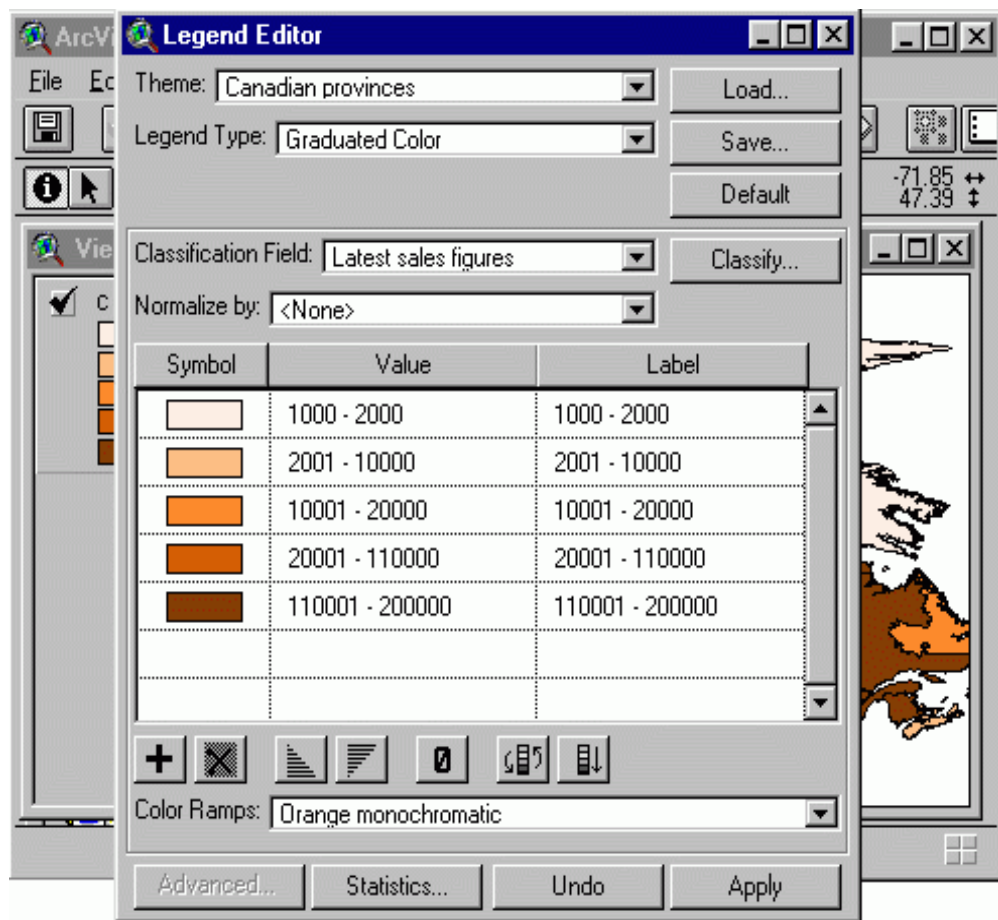 ArcVi
Legend Editor
File Ed
Theme: Canadian provinces
Load...
Legend Type: Graduated Color
Save...
Default
-71.85
47.39
Vie
Classification Field: Latest sales figures
Classify...
C
Normalize by: <None>
Symbol Value Label
1000 - 2000 1000 - 2000
2001 - 10000 2001 - 10000
10001 - 20000 10001 - 20000
20001 - 110000 20001 - 110000
110001 - 200000 110001 - 200000
0
Color Ramps: Orange monochromatic
Advanced... Statistics... Undo Apply